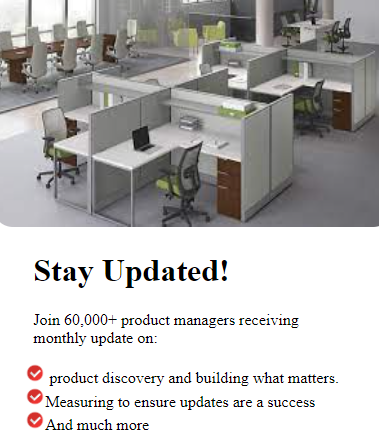 Stay Updated!
Join 60,000+ product managers receiving
monthly update on:
product discovery and building what matters.
Measuring to ensure updates are a success
And much more